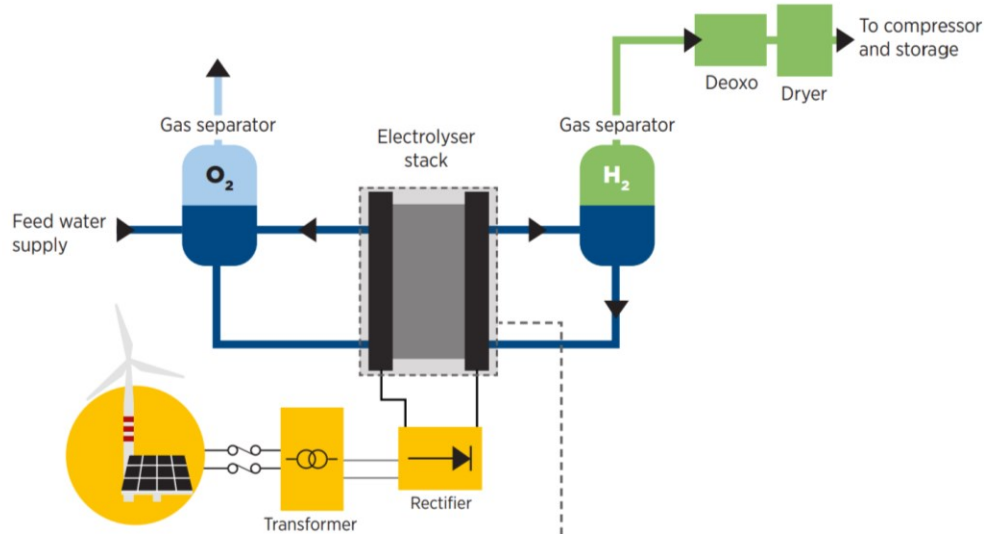 To compressor
and storage
Deoxo
Dryer
Gas separator
Electrolyser
stack
Gas separator
O₂
H₂
Feed water
supply
Rectifier
Transformer